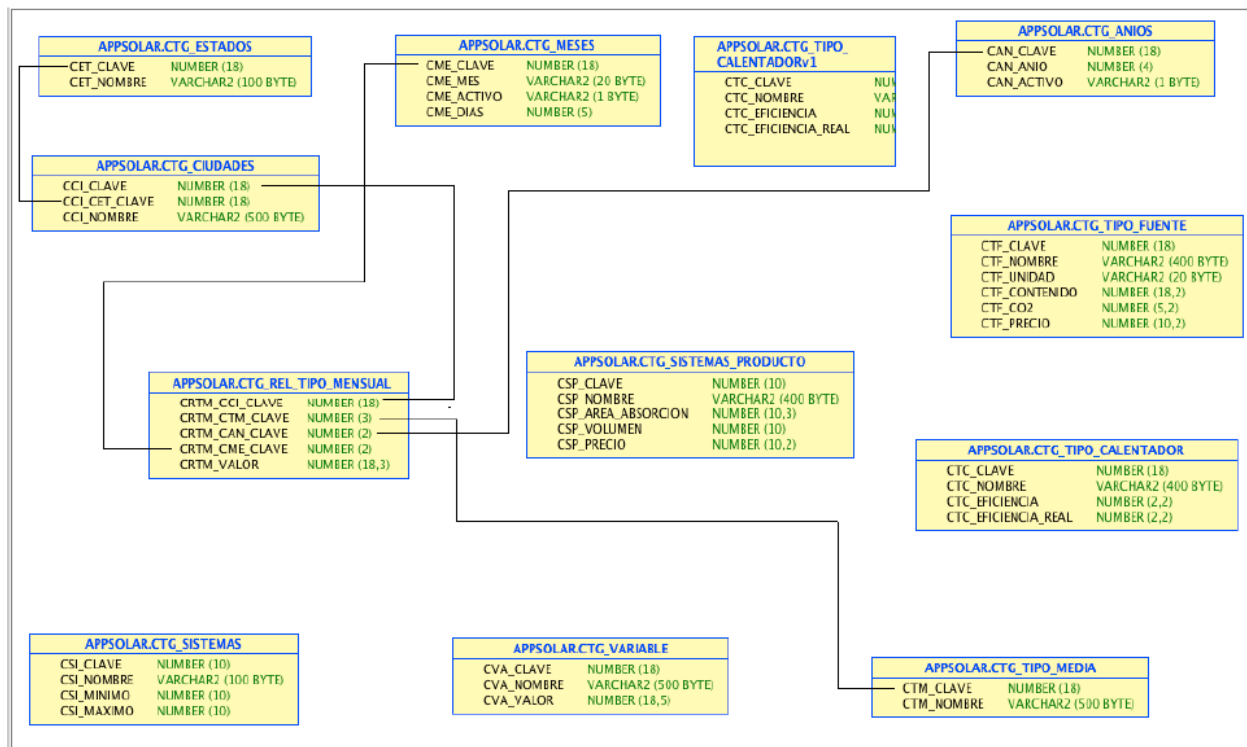 APPSOLAR.CTG_ESTADOS
CET_CLAVE NUMBER (18)
CET_NOMBRE VARCHAR2 (100 BYTE)
APPSOLAR.CTG_MESES
CME_CLAVE NUMBER (18)
CME_MES VARCHAR2 (20 BYTE)
CME_ACTIVO VARCHAR2 (1 BYTE)
CME_DIAS NUMBER (5)
APPSOLAR.CTG_TIPO_
CALENTADORv1
CTC_CLAVE
CTC_NOMBRE
CTC_EFICIENCIA
CTC_EFICIENCIA_REAL
APPSOLAR.CTG_ANIOS
CAN_CLAVE NUMBER (18)
CAN_ANIO NUMBER (4)
CAN_ACTIVO VARCHAR2 (1 BYTE)
APPSOLAR.CTG_CIUDADES
CCI_CLAVE NUMBER (18)
CCI_CET_CLAVE NUMBER (18)
CCI_NOMBRE VARCHAR2 (500 BYTE)
APPSOLAR.CTG_TIPO_FUENTE
CTF_CLAVE NUMBER (18)
CTF_NOMBRE VARCHAR2 (400 BYTE)
CTF_UNIDAD VARCHAR2 (20 BYTE)
CTF_CONTENIDO NUMBER (18,2)
CTF_CO2 NUMBER (5,2)
CTF_PRECIO NUMBER (10,2)
APPSOLAR.CTG_REL_TIPO_MENSUAL
CRTM_CCI_CLAVE NUMBER (18)
CRTM_CTM_CLAVE NUMBER (3)
CRTM_CAN_CLAVE NUMBER (2)
CRTM_CME_CLAVE NUMBER (2)
CRTM_VALOR NUMBER (18,3)
APPSOLAR.CTG_SISTEMAS_PRODUCTO
CSP_CLAVE NUMBER (10)
CSP_NOMBRE VARCHAR2 (400 BYTE)
CSP_AREA_ABSORCION NUMBER (10,3)
CSP_VOLUMEN NUMBER (10)
CSP_PRECIO NUMBER (10,2)
APPSOLAR.CTG_TIPO_CALENTADOR
CTC_CLAVE NUMBER (18)
CTC_NOMBRE VARCHAR2 (400 BYTE)
CTC_EFICIENCIA NUMBER (2,2)
CTC_EFICIENCIA_REAL NUMBER (2,2)
APPSOLAR.CTG_SISTEMAS
CSI_CLAVE NUMBER (10)
CSI_NOMBRE VARCHAR2 (100 BYTE)
CSI_MINIMO NUMBER (10)
CSI_MAXIMO NUMBER (10)
APPSOLAR.CTG_VARIABLE
CVA_CLAVE NUMBER (18)
CVA_NOMBRE VARCHAR2 (500 BYTE)
CVA_VALOR NUMBER (18,5)
APPSOLAR.CTG_TIPO_MEDIA
CTM_CLAVE NUMBER (18)
CTM_NOMBRE VARCHAR2 (500 BYTE)